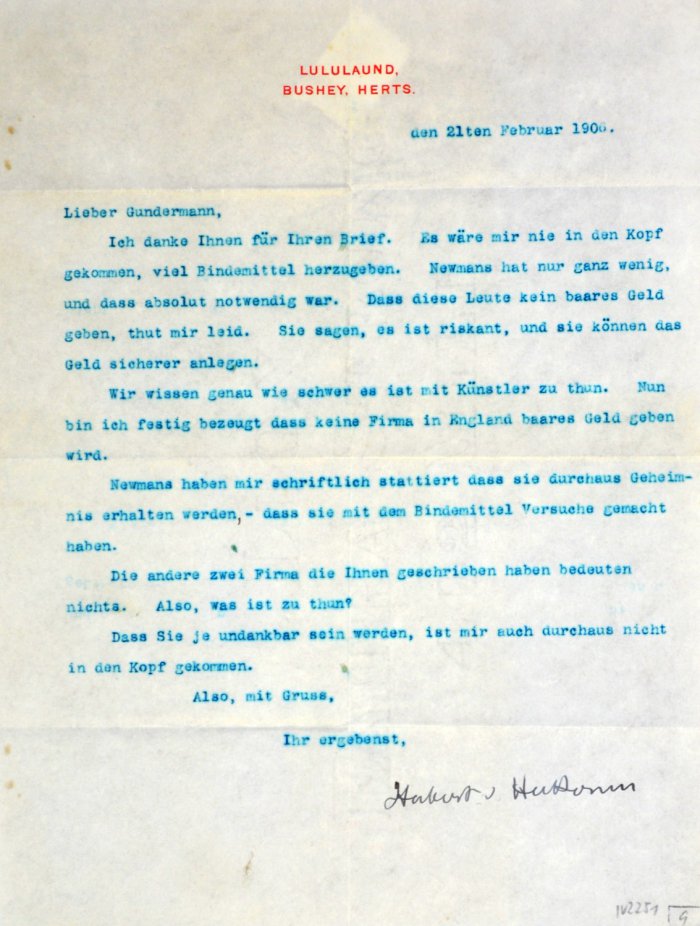 LULULAUND,
BUSHEY, HERTS.
den 21ten Februar 1906.
Lieber Gundermann,
Ich danke Ihnen für Ihren Brief. Es wäre mir nie in den Kopf
gekommen, viel Bindemittel herzugeben. Newmans hat nur ganz wenig,
und dass absolut notwendig war. Dass diese Leute kein baares Geld
geben, thut mir leid. Sie sagen, es ist riskant, und sie können das
Geld sicherer anlegen.
Wir wissen genau wie schwer es ist mit Künstler zu thun. Nun
bin ich festig bezeugt dass keine Firma in England baares Geld geben
wird.
Newmans haben mir schriftlich stattiert dass sie durchaus Geheim-
nis erhalten werden,- dass sie mit dem Bindemittel Versuche gemacht
haben.
Die andere zwei Firma die Ihnen geschrieben haben bedeuten
nichts. Also, was ist zu thun?
Dass Sie je undankbar sein werden, ist mir auch durchaus nicht
in den Kopf gekommen.
Also, mit Gruss,
Ihr ergebenst,
Hubert v Herkomer
IV2251 9